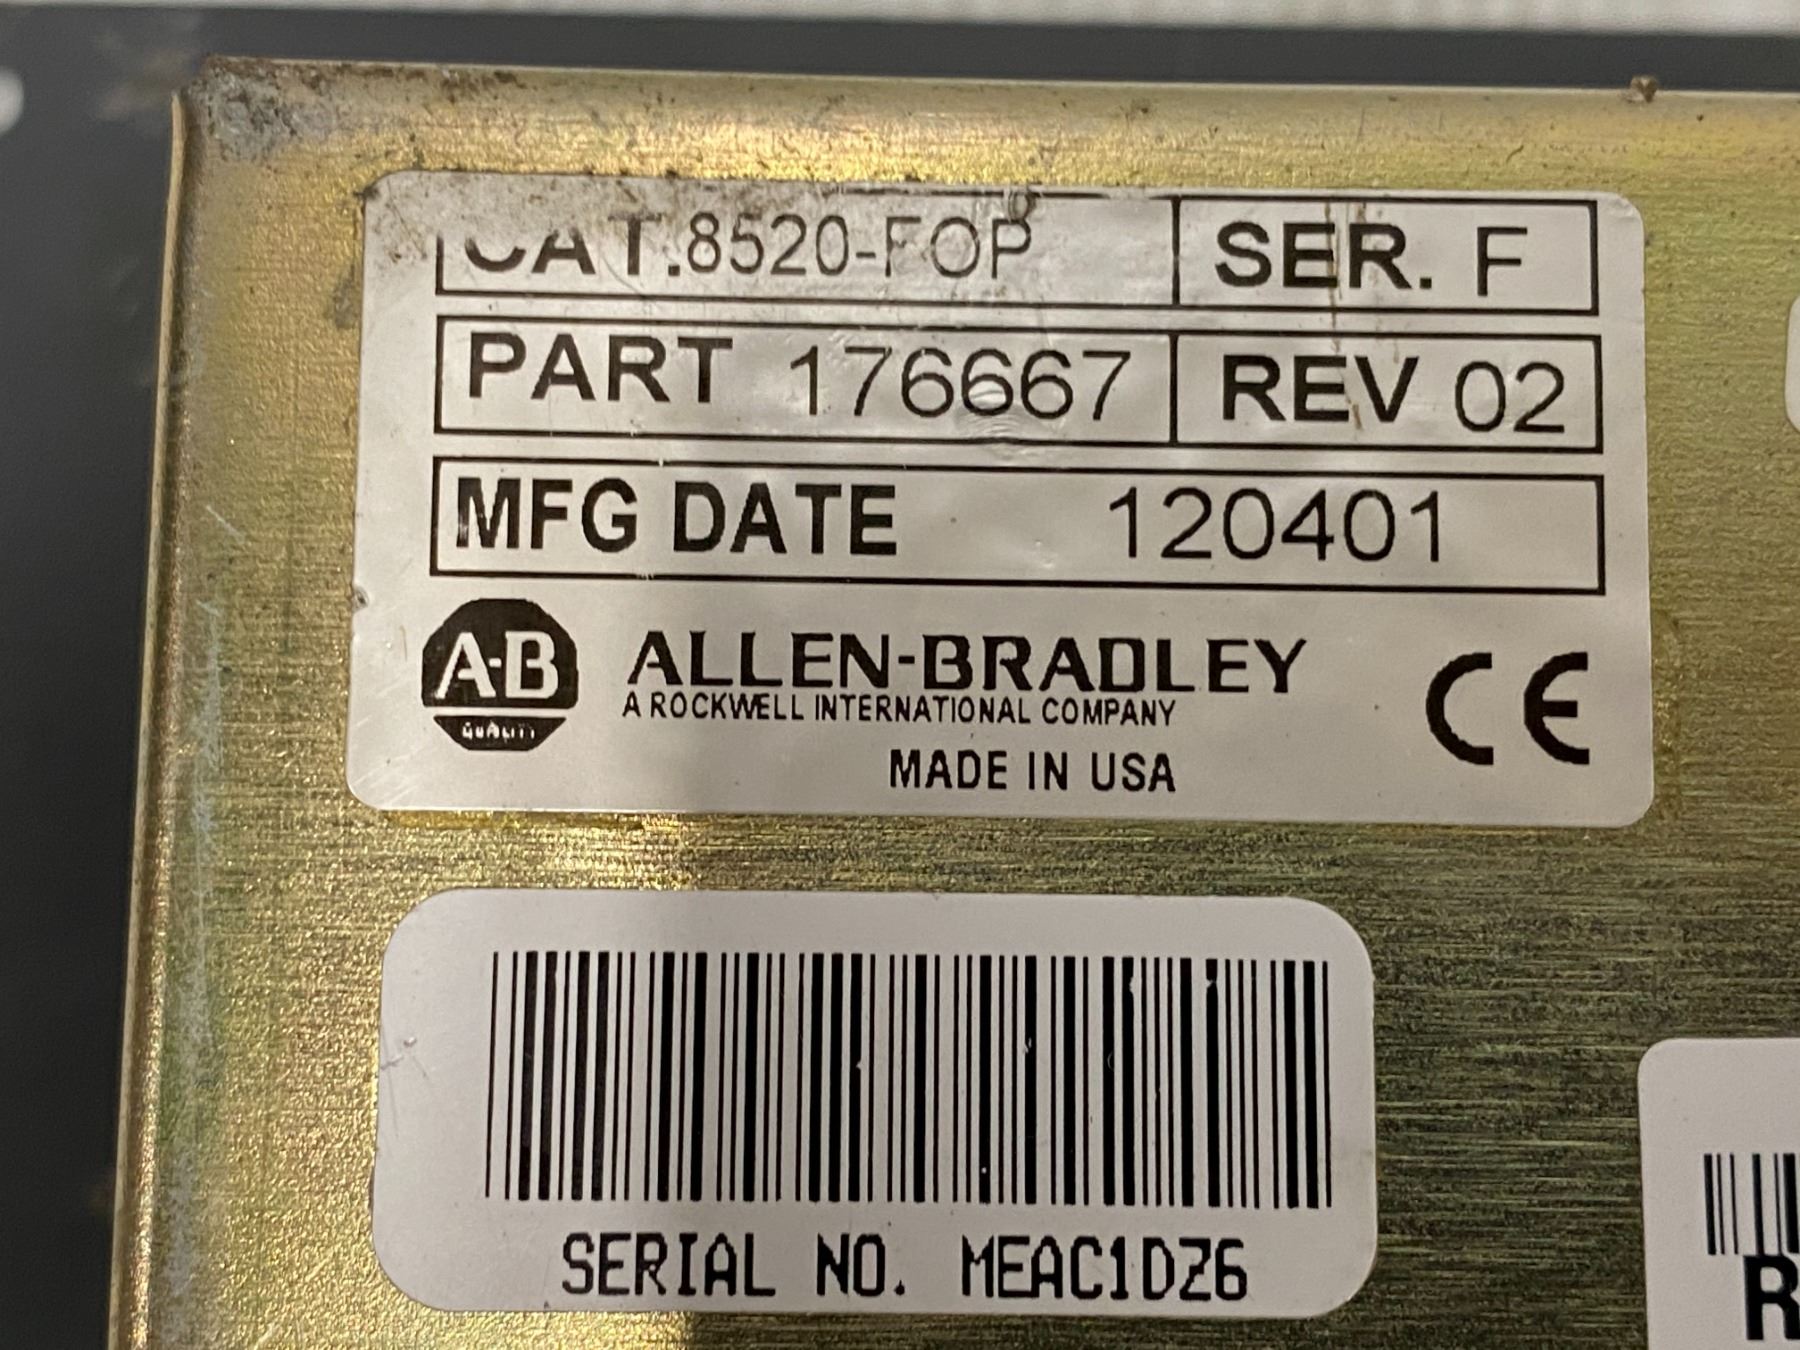 CAT.8520-FOP SER. F
PART 176667 REV 02
MFG DATE 120401
A-B
QUALITY
ALLEN-BRADLEY
A ROCKWELL INTERNATIONAL COMPANY
CE
MADE IN USA
SERIAL NO. MEAC1DZ6
R